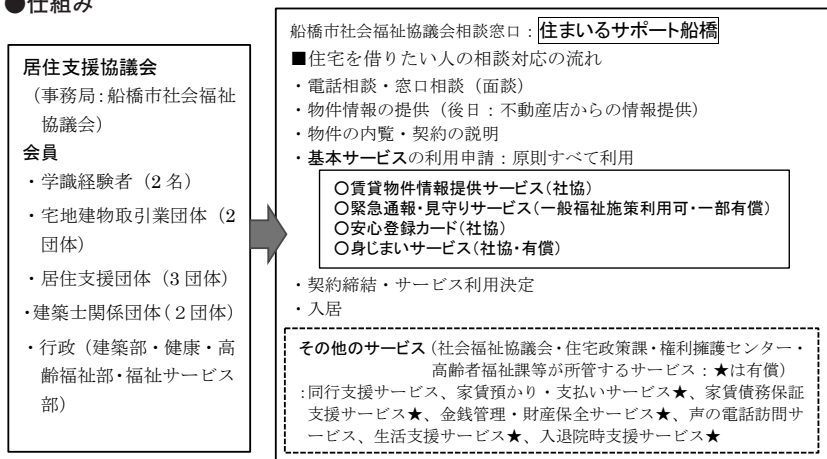 ●仕組み
居住支援協議会
（事務局：船橋市社会福祉
協議会）
会員
・学識経験者（2 名）
・宅地建物取引業団体（2
団体）
・居住支援団体（3 団体）
・建築士関係団体（２団体）
・行政（建築部・健康・高
齢福祉部・福祉サービス
部）
船橋市社会福祉協議会相談窓口：住まいるサポート船橋
■住宅を借りたい人の相談対応の流れ
・電話相談・窓口相談（面談）
・物件情報の提供（後日：不動産店からの情報提供）
・物件の内覧・契約の説明
・基本サービスの利用申請：原則すべて利用
○賃貸物件情報提供サービス(社協)
○緊急通報・見守りサービス(一般福祉施策利用可・一部有償)
○安心登録カード(社協)
○身じまいサービス(社協・有償)
・契約締結・サービス利用決定
・入居
その他のサービス（社会福祉協議会・住宅政策課・権利擁護センター・
高齢者福祉課等が所管するサービス：★は有償）
:同行支援サービス、家賃預かり・支払いサービス★、家賃債務保証
支援サービス★、金銭管理・財産保全サービス★、声の電話訪問サ
ービス、生活支援サービス★、入退院時支援サービス★